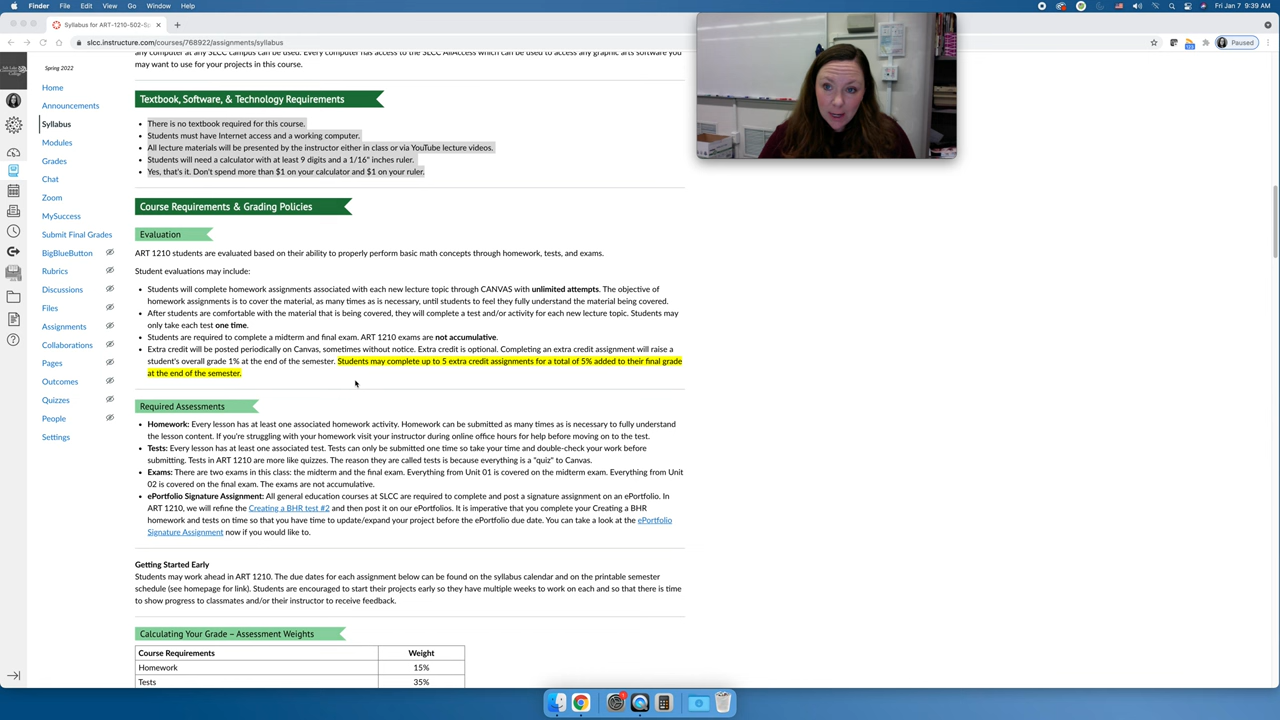 Finder File Edit View Go Window Help
Fri Jan 7 9:39 AM
Syllabus for ART-1210-502-Sp
slcc.instructure.com/courses/768922/assignments/syllabus
Paused
Spring 2022
Home
Announcements
Syllabus
Modules
Grades
Chat
Zoom
MySuccess
Submit Final Grades
BigBlueButton
Rubrics
Discussions
Files
Assignments
Collaborations
Pages
Outcomes
Quizzes
People
Settings
any computer at any SLCC campus can be used. Every computer has access to the SLCC AllAccess which can be used to access any graphic arts software you
may want to use for your projects in this course.
Textbook, Software, & Technology Requirements
• There is no textbook required for this course.
• Students must have Internet access and a working computer.
• All lecture materials will be presented by the instructor either in class or via YouTube lecture videos.
• Students will need a calculator with at least 9 digits and a 1/16" inches ruler.
• Yes, that's it. Don't spend more than $1 on your calculator and $1 on your ruler.
Course Requirements & Grading Policies
Evaluation
ART 1210 students are evaluated based on their ability to properly perform basic math concepts through homework, tests, and exams.
Student evaluations may include:
• Students will complete homework assignments associated with each new lecture topic through CANVAS with unlimited attempts. The objective of
homework assignments is to cover the material, as many times as is necessary, until students to feel they fully understand the material being covered.
• After students are comfortable with the material that is being covered, they will complete a test and/or activity for each new lecture topic. Students may
only take each test one time.
• Students are required to complete a midterm and final exam. ART 1210 exams are not accumulative.
• Extra credit will be posted periodically on Canvas, sometimes without notice. Extra credit is optional. Completing an extra credit assignment will raise a
student's overall grade 1% at the end of the semester. Students may complete up to 5 extra credit assignments for a total of 5% added to their final grade
at the end of the semester.
Required Assessments
• Homework: Every lesson has at least one associated homework activity. Homework can be submitted as many times as is necessary to fully understand
the lesson content. If you're struggling with your homework visit your instructor during online office hours for help before moving on to the test.
• Tests: Every lesson has at least one associated test. Tests can only be submitted one time so take your time and double-check your work before
submitting. Tests in ART 1210 are more like quizzes. The reason they are called tests is because everything is a "quiz" to Canvas.
• Exams: There are two exams in this class: the midterm and the final exam. Everything from Unit 01 is covered on the midterm exam. Everything from Unit
02 is covered on the final exam. The exams are not accumulative.
• ePortfolio Signature Assignment: All general education courses at SLCC are required to complete and post a signature assignment on an ePortfolio. In
ART 1210, we will refine the Creating a BHR test #2 and then post it on our ePortfolios. It is imperative that you complete your Creating a BHR
homework and tests on time so that you have time to update/expand your project before the ePortfolio due date. You can take a look at the ePortfolio
Signature Assignment now if you would like to.
Getting Started Early
Students may work ahead in ART 1210. The due dates for each assignment below can be found on the syllabus calendar and on the printable semester
schedule (see homepage for link). Students are encouraged to start their projects early so they have multiple weeks to work on each and so that there is time
to show progress to classmates and/or their instructor to receive feedback.
Calculating Your Grade – Assessment Weights
Course Requirements Weight
Homework 15%
Tests 35%